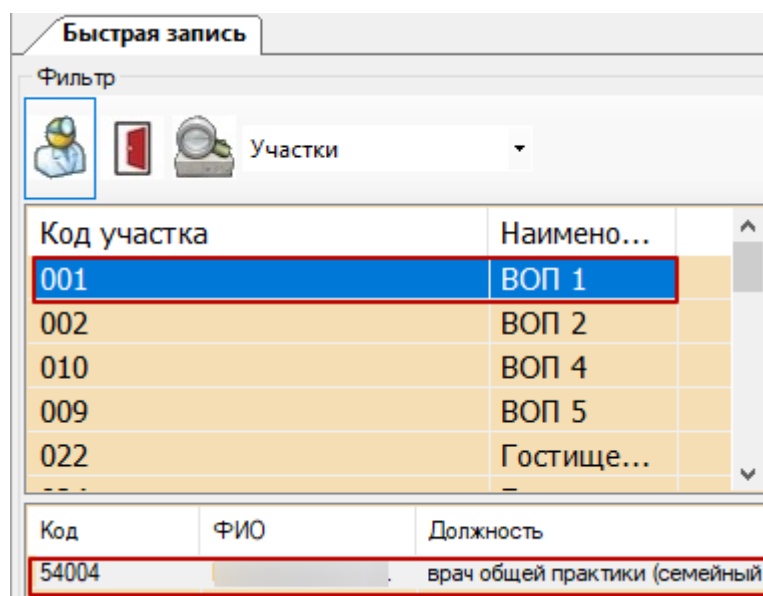 Быстрая запись
Фильтр
Участки
Код участка Наимено...
001 ВОП 1
002 ВОП 2
010 ВОП 4
009 ВОП 5
022 Гостище...
Код ФИО Должность
54004 врач общей практики (семейный